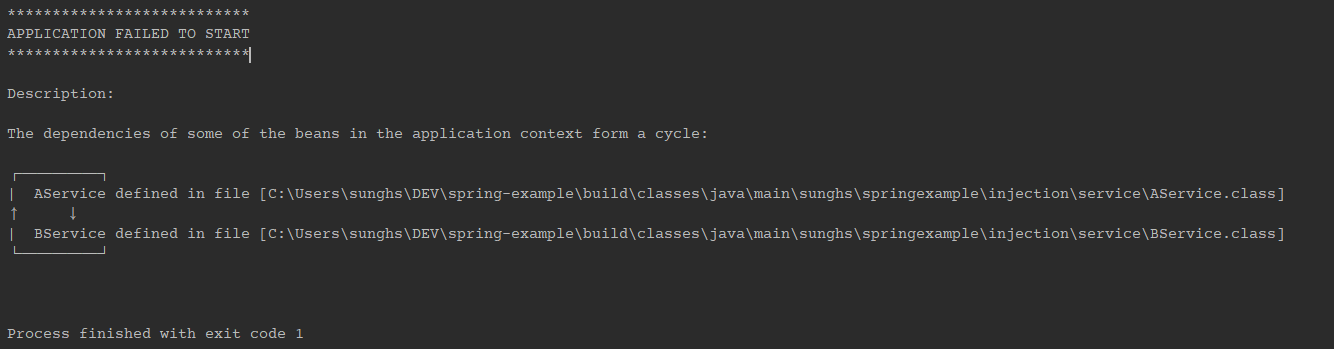 ***************************
APPLICATION FAILED TO START
***************************
Description:
The dependencies of some of the beans in the application context form a cycle:
┌─────┐
|  AService defined in file [C:\Users\sunghs\DEV\spring-example\build\classes\java\main\sunghs\springexample\injection\service\AService.class]
↑     ↓
|  BService defined in file [C:\Users\sunghs\DEV\spring-example\build\classes\java\main\sunghs\springexample\injection\service\BService.class]
└─────┘
Process finished with exit code 1